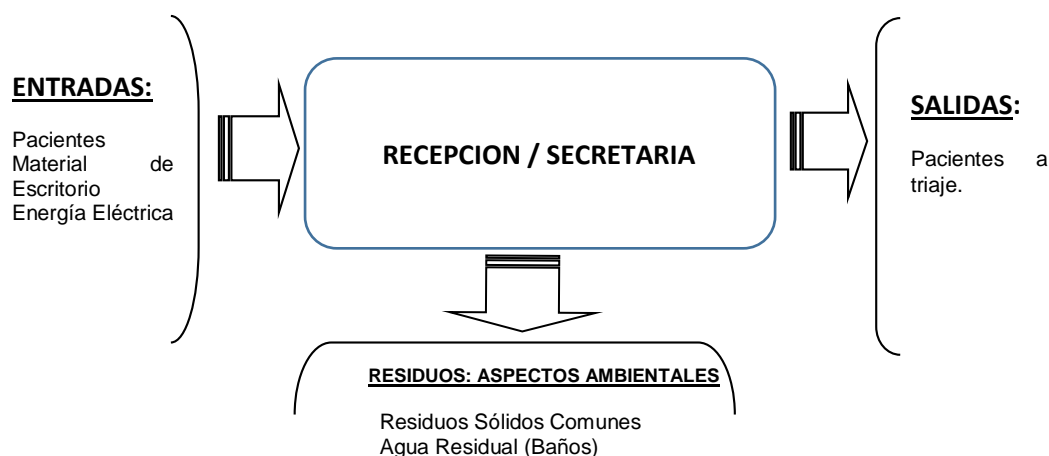 ENTRADAS:
Pacientes
Material de
Escritorio
Energía Eléctrica
RECEPCION / SECRETARIA
SALIDAS:
Pacientes a
triaje.
RESIDUOS: ASPECTOS AMBIENTALES
Residuos Sólidos Comunes
Agua Residual (Baños)